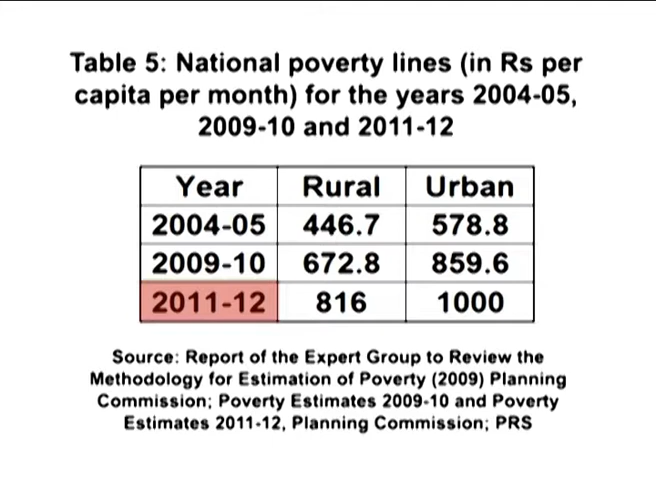 Table 5: National poverty lines (in Rs per
capita per month) for the years 2004-05,
2009-10 and 2011-12
Year Rural Urban
2004-05 446.7 578.8
2009-10 672.8 859.6
2011-12 816 1000
Source: Report of the Expert Group to Review the
Methodology for Estimation of Poverty (2009) Planning
Commission; Poverty Estimates 2009-10 and Poverty
Estimates 2011-12, Planning Commission; PRS